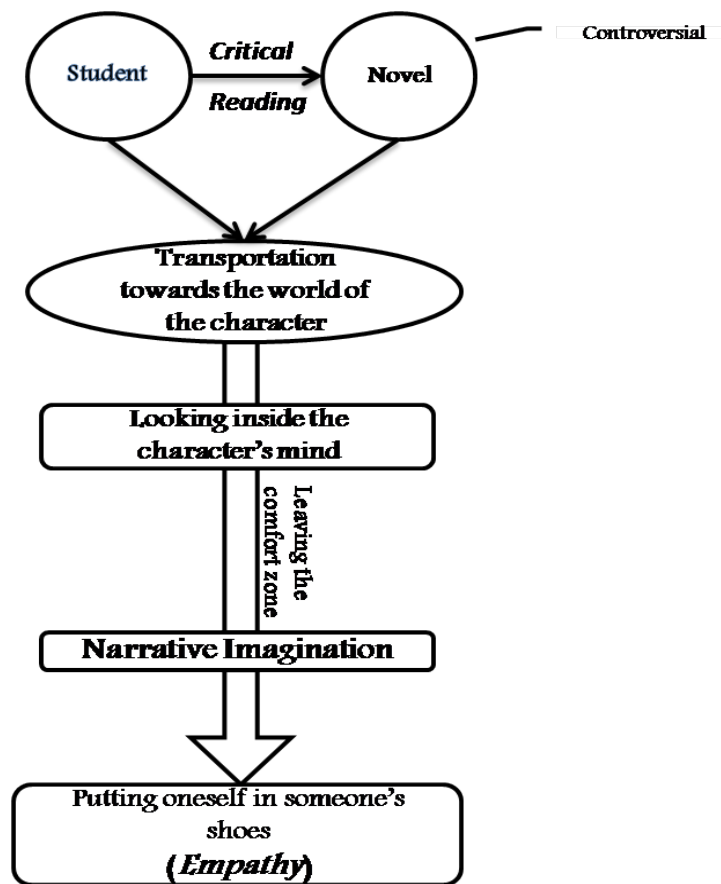 Student
Critical
Reading
Novel
Controversial
Transportation
towards the world of
the character
Looking inside the
character's mind
Leaving the
comfort zone
Narrative Imagination
Putting oneself in someone's
shoes
(Empathy)